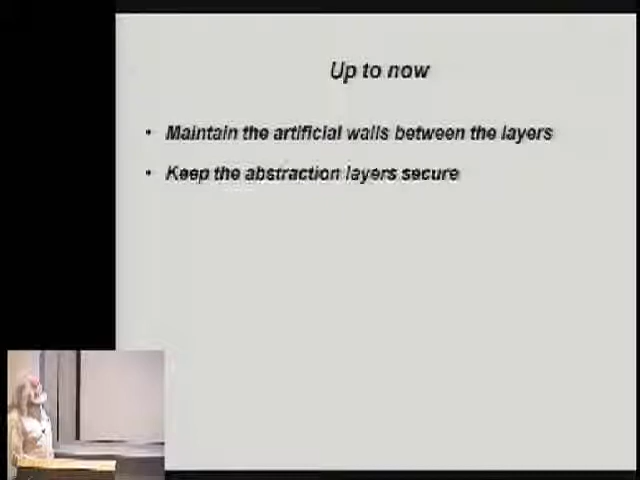 Up to now
• Maintain the artificial walls between the layers
• Keep the abstraction layers secure